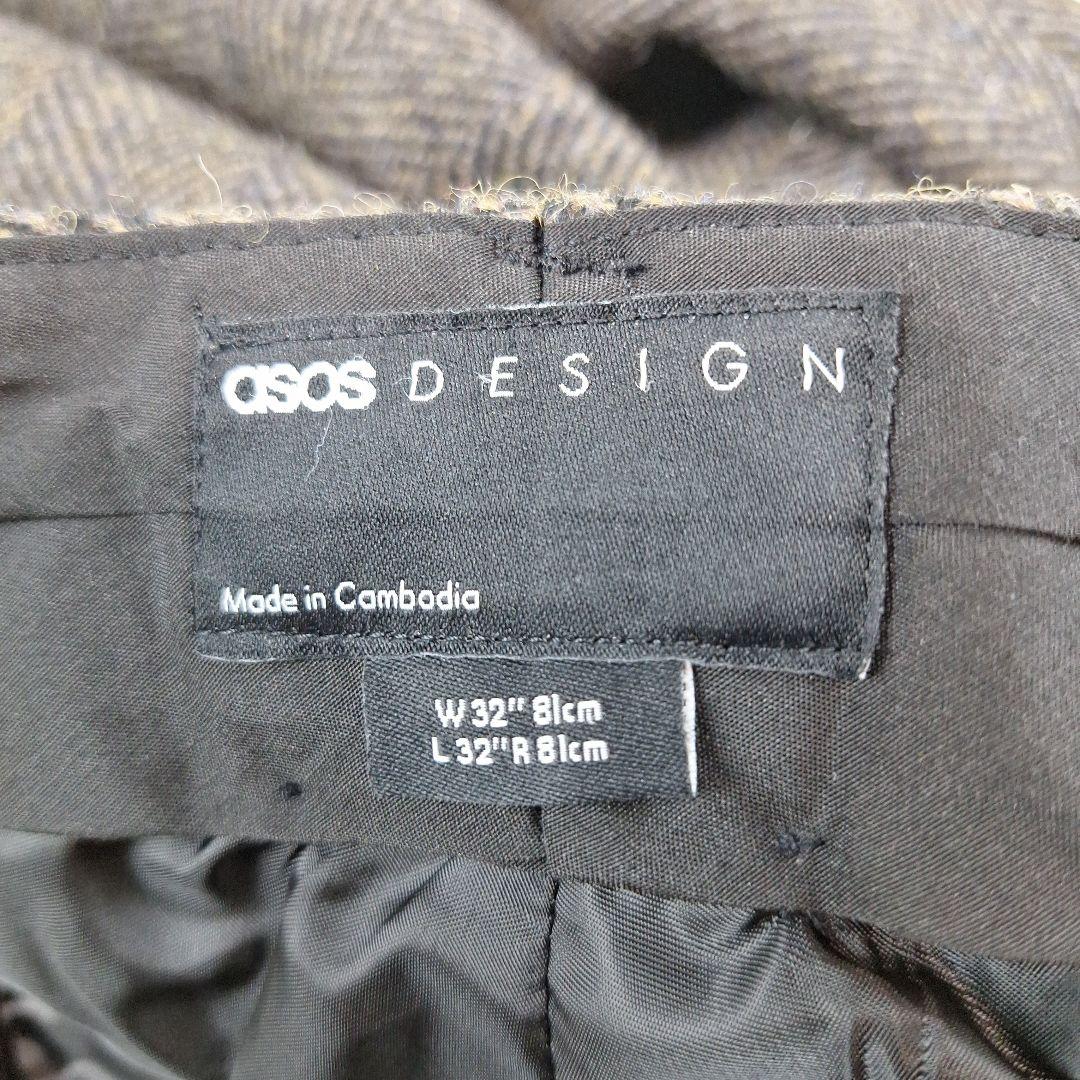 asos DESIGN
Made in Cambodia
W 32" 81cm
L 32" R 81cm